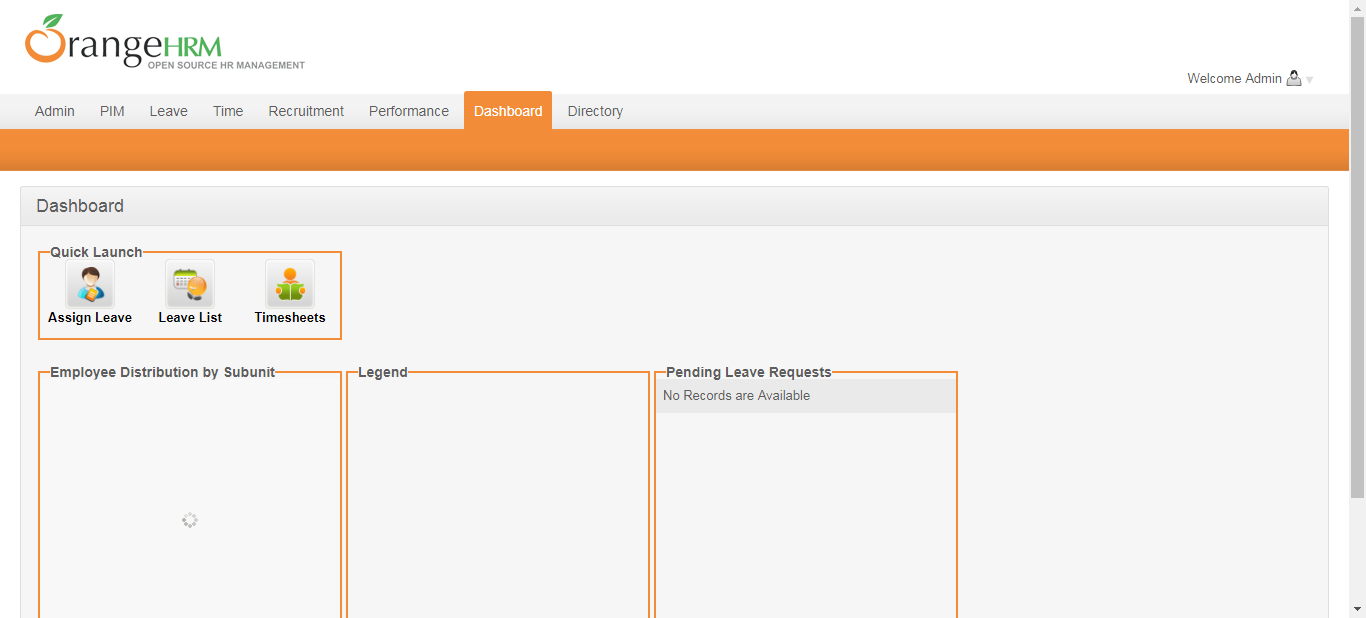 OrangeHRM
OPEN SOURCE HR MANAGEMENT
Welcome Admin
Admin PIM Leave Time Recruitment Performance Dashboard Directory
Dashboard
Quick Launch
Assign Leave Leave List Timesheets
Employee Distribution by Subunit Legend Pending Leave Requests
No Records are Available